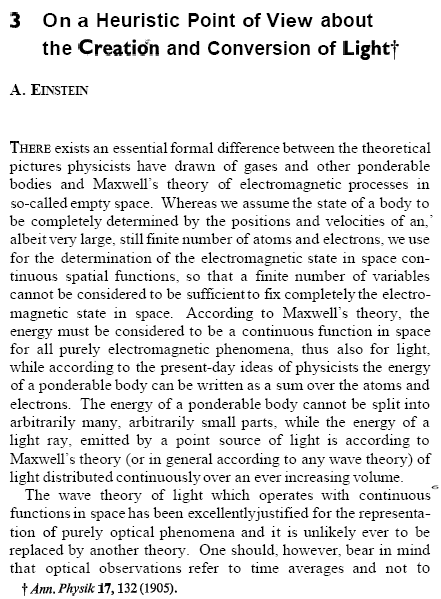 3 On a Heuristic Point of View about
the Creation and Conversion of Light†
A. EINSTEIN
THERE exists an essential formal difference between the theoretical
pictures physicists have drawn of gases and other ponderable
bodies and Maxwell's theory of electromagnetic processes in
so-called empty space. Whereas we assume the state of a body to
be completely determined by the positions and velocities of an,
albeit very large, still finite number of atoms and electrons, we use
for the determination of the electromagnetic state in space con-
tinuous spatial functions, so that a finite number of variables
cannot be considered to be sufficient to fix completely the electro-
magnetic state in space. According to Maxwell's theory, the
energy must be considered to be a continuous function in space
for all purely electromagnetic phenomena, thus also for light,
while according to the present-day ideas of physicists the energy
of a ponderable body can be written as a sum over the atoms and
electrons. The energy of a ponderable body cannot be split into
arbitrarily many, arbitrarily small parts, while the energy of a
light ray, emitted by a point source of light is according to
Maxwell's theory (or in general according to any wave theory) of
light distributed continuously over an ever increasing volume.
The wave theory of light which operates with continuous
functions in space has been excellently justified for the representa-
tion of purely optical phenomena and it is unlikely ever to be
replaced by another theory. One should, however, bear in mind
that optical observations refer to time averages and not to
† Ann. Physik 17, 132 (1905).